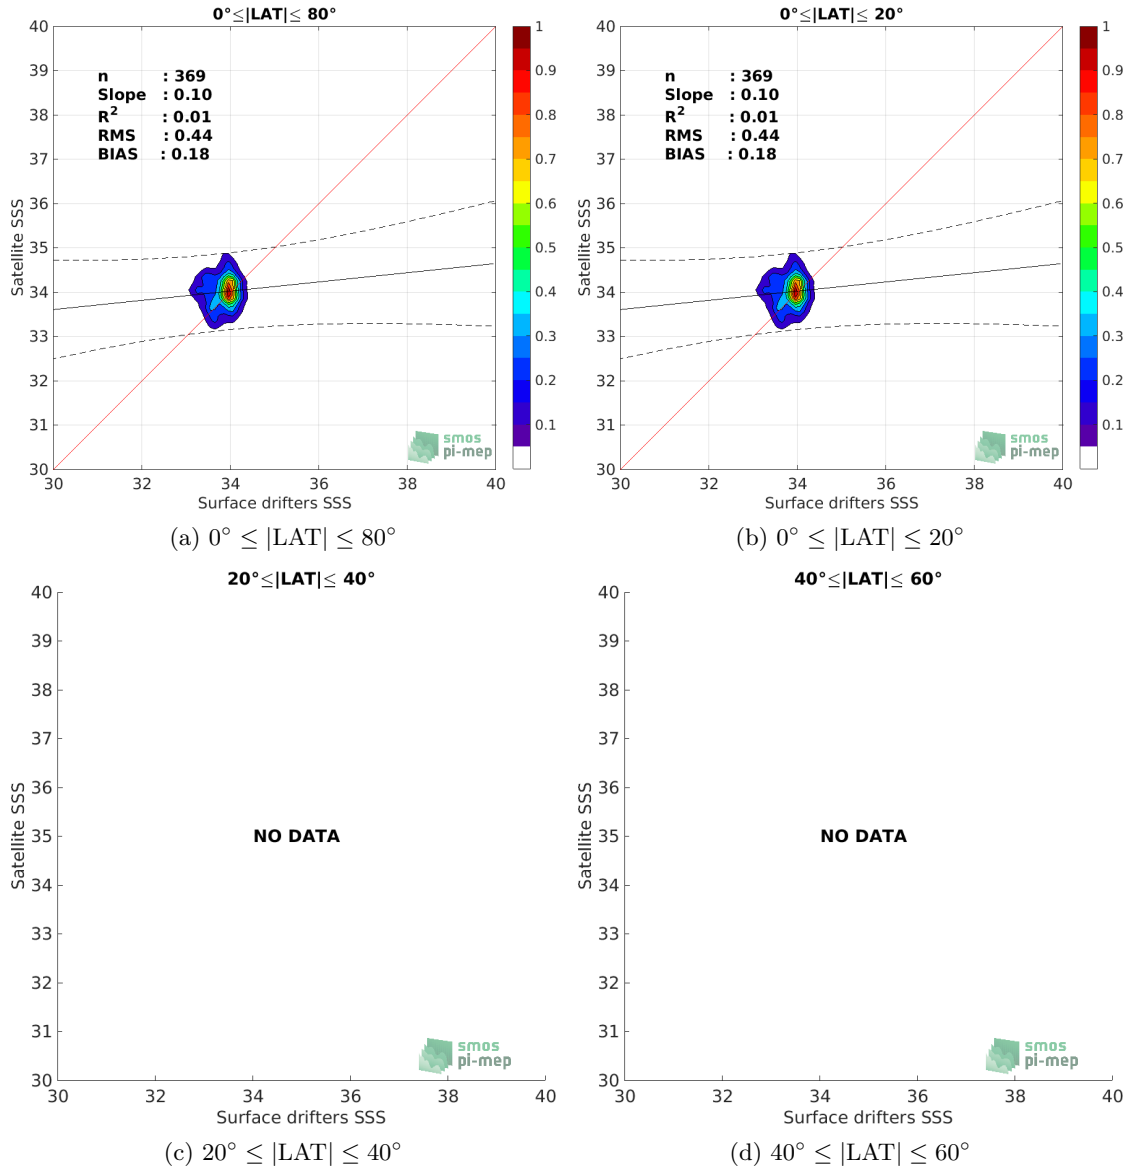 0°≤|LAT|≤ 80°
40
39
38
37
36
35
34
33
32
31
30
Satellite SSS
n : 369
Slope : 0.10
R² : 0.01
RMS : 0.44
BIAS : 0.18
smos
pi-mep
30 32 34 36 38 40
Surface drifters SSS
1
0.9
0.8
0.7
0.6
0.5
0.4
0.3
0.2
0.1
(a) 0° ≤ |LAT| ≤ 80°
0°≤|LAT|≤ 20°
40
39
38
37
36
35
34
33
32
31
30
Satellite SSS
n : 369
Slope : 0.10
R² : 0.01
RMS : 0.44
BIAS : 0.18
smos
pi-mep
30 32 34 36 38 40
Surface drifters SSS
1
0.9
0.8
0.7
0.6
0.5
0.4
0.3
0.2
0.1
(b) 0° ≤ |LAT| ≤ 20°
20°≤|LAT|≤ 40°
40
39
38
37
36
35
34
33
32
31
30
Satellite SSS
NO DATA
smos
pi-mep
30 32 34 36 38 40
Surface drifters SSS
(c) 20° ≤ |LAT| ≤ 40°
40°≤|LAT|≤ 60°
40
39
38
37
36
35
34
33
32
31
30
Satellite SSS
NO DATA
smos
pi-mep
30 32 34 36 38 40
Surface drifters SSS
(d) 40° ≤ |LAT| ≤ 60°